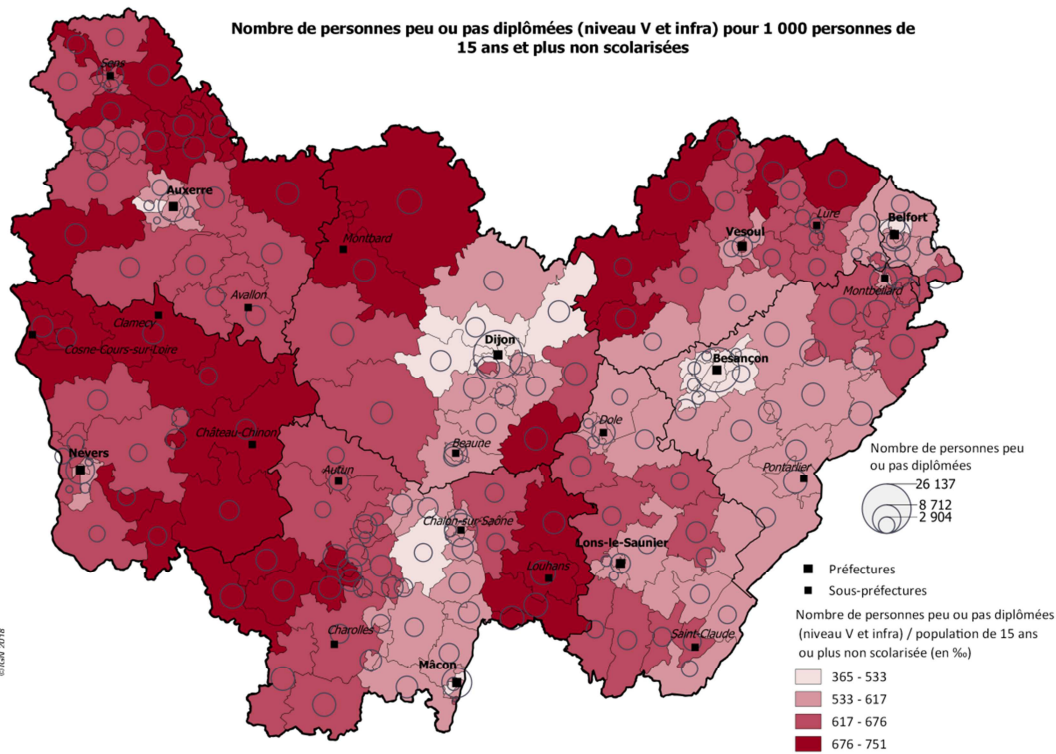 Nombre de personnes peu ou pas diplômées (niveau V et infra) pour 1 000 personnes de
15 ans et plus non scolarisées
Sens
Auxerre
Montbard
Avallon
Clamecy
Cosne-Cours-sur-Loire
Château-Chinon
Nevers
Autun
Dijon
Beaune
Chalon-sur-Saône
Louhans
Charolles
Mâcon
Vesoul
Lure
Belfort
Montbéliard
Besançon
Dole
Pontarlier
Lons-le-Saunier
Saint-Claude
Nombre de personnes peu
ou pas diplômées
26 137
8 712
2 904
Préfectures
Sous-préfectures
Nombre de personnes peu ou pas diplômées
(niveau V et infra) / population de 15 ans
ou plus non scolarisée (en ‰)
365 - 533
533 - 617
617 - 676
676 - 751
©IGN 2018